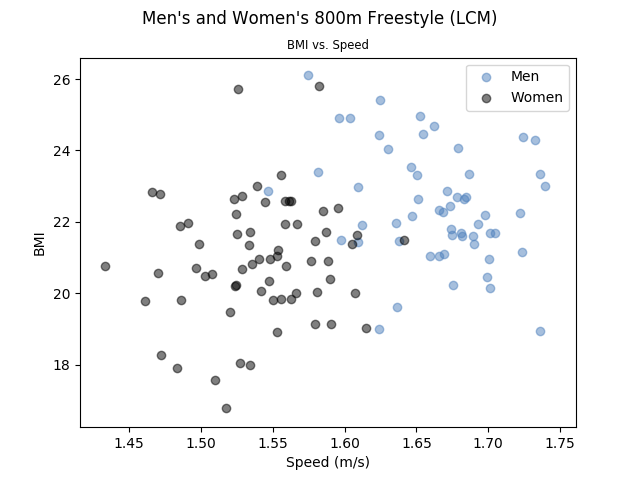 Men's and Women's 800m Freestyle (LCM)
BMI vs. Speed
Men
Women
26
24
22
20
18
BMI
1.45 1.50 1.55 1.60 1.65 1.70 1.75
Speed (m/s)